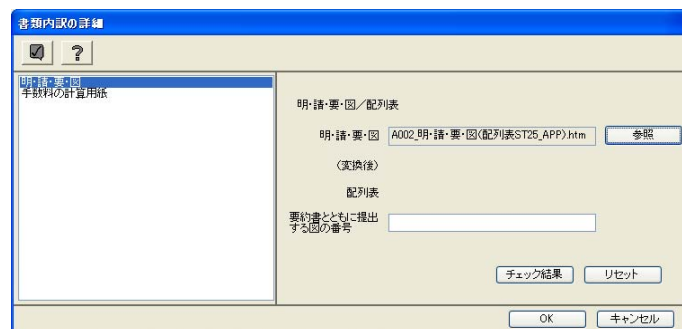 書類内訳の詳細
?
明・請・要・図
手数料の計算用紙
明・請・要・図／配列表
明・請・要・図 A002_明・請・要・図(配列表ST25_APP).htm 参照
(変換後)
配列表
要約書とともに提出
する図の番号
チェック結果 リセット
OK キャンセル